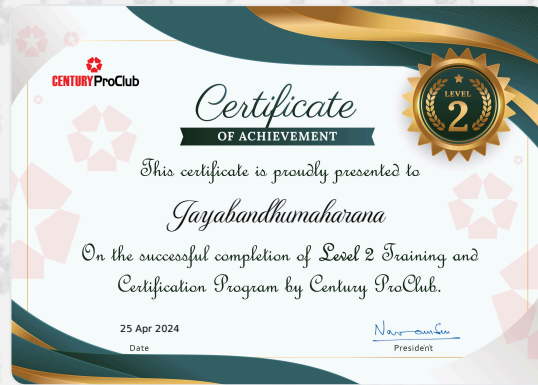 CENTURY ProClub
LEVEL
2
Certificate
OF ACHIEVEMENT
This certificate is proudly presented to
Jayabandhumaharana
On the successful completion of Level 2 Training and
Certification Program by Century ProClub.
25 Apr 2024
Date
President